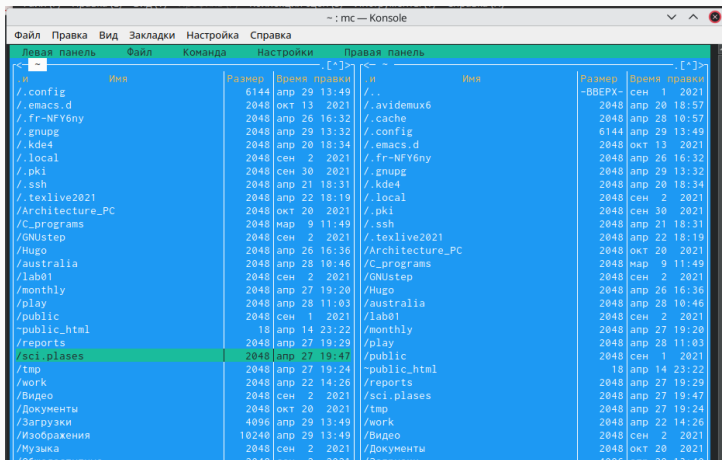 ~ : mc — Konsole
Файл Правка Вид Закладки Настройка Справка
Левая панель Файл Команда Настройки Правая панель
<— ~ .[^]> <— ~ .[^]>
.и Имя Размер Время правки .и Имя Размер Время правки
/.config 6144 апр 29 13:49 /.. -ВВЕРХ- сен 1 2021
/.emacs.d 2048 окт 13 2021 /.avidemux6 2048 апр 20 18:57
/.fr-NFY6ny 2048 апр 26 16:32 /.cache 2048 апр 28 10:57
/.gnupg 2048 апр 29 13:32 /.config 6144 апр 29 13:49
/.kde4 2048 апр 20 18:34 /.emacs.d 2048 окт 13 2021
/.local 2048 сен 2 2021 /.fr-NFY6ny 2048 апр 26 16:32
/.pki 2048 сен 30 2021 /.gnupg 2048 апр 29 13:32
/.ssh 2048 апр 21 18:31 /.kde4 2048 апр 20 18:34
/.texlive2021 2048 апр 22 18:19 /.local 2048 сен 2 2021
/Architecture_PC 2048 окт 20 2021 /.pki 2048 сен 30 2021
/C_programs 2048 мар 9 11:49 /.ssh 2048 апр 21 18:31
/GNUstep 2048 сен 2 2021 /.texlive2021 2048 апр 22 18:19
/Hugo 2048 апр 26 16:36 /Architecture_PC 2048 окт 20 2021
/australia 2048 апр 28 10:46 /C_programs 2048 мар 9 11:49
/lab01 2048 сен 2 2021 /GNUstep 2048 сен 2 2021
/monthly 2048 апр 27 19:20 /Hugo 2048 апр 26 16:36
/play 2048 апр 28 11:03 /australia 2048 апр 28 10:46
/public 2048 сен 1 2021 /lab01 2048 сен 2 2021
~public_html 18 апр 14 23:22 /monthly 2048 апр 27 19:20
/reports 2048 апр 27 19:29 /play 2048 апр 28 11:03
/sci.plases 2048 апр 27 19:47 /public 2048 сен 1 2021
/tmp 2048 апр 27 19:24 ~public_html 18 апр 14 23:22
/work 2048 апр 22 14:26 /reports 2048 апр 27 19:29
/Видео 2048 сен 2 2021 /sci.plases 2048 апр 27 19:47
/Документы 2048 окт 20 2021 /tmp 2048 апр 27 19:24
/Загрузки 4096 апр 29 13:49 /work 2048 апр 22 14:26
/Изображения 10240 апр 29 13:49 /Видео 2048 сен 2 2021
/Музыка 2048 сен 2 2021 /Документы 2048 окт 20 2021